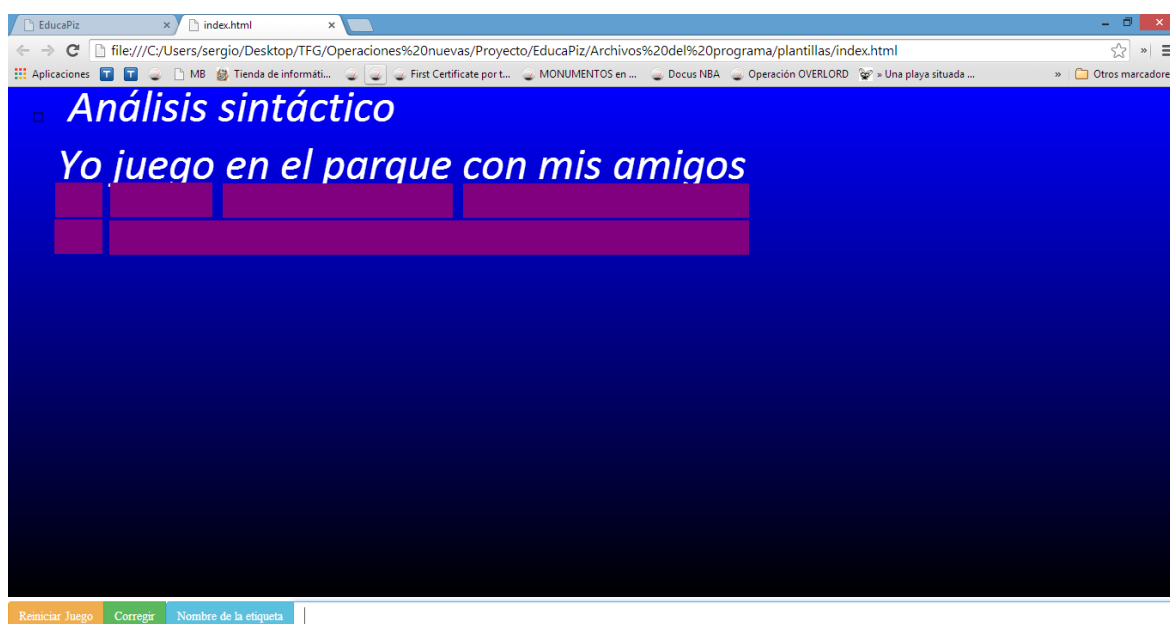 EducaPiz × index.html ×
file:///C:/Users/sergio/Desktop/TFG/Operaciones%20nuevas/Proyecto/EducaPiz/Archivos%20del%20programa/plantillas/index.html »
Aplicaciones T T MB Tienda de informáti... First Certificate por t... MONUMENTOS en ... Docus NBA Operación OVERLORD » Una playa situada ... » Otros marcadore
Análisis sintáctico
Yo juego en el parque con mis amigos
Reiniciar Juego Corregir Nombre de la etiqueta